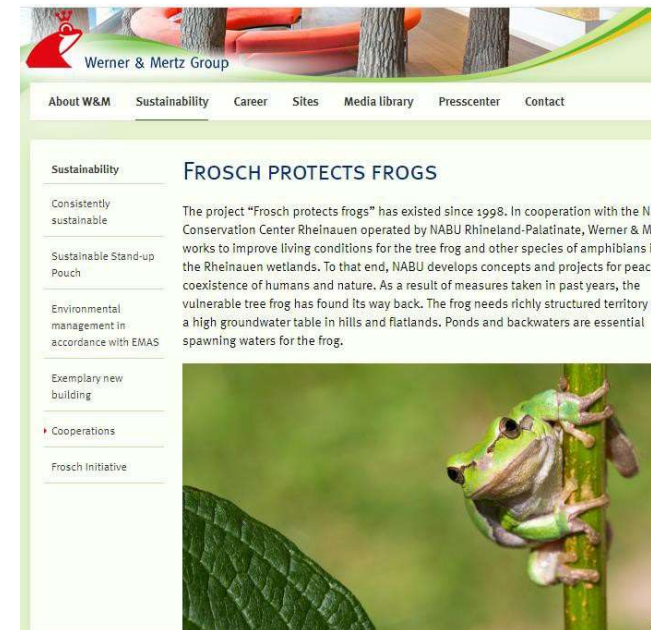 Werner & Mertz Group
About W&M Sustainability Career Sites Media library Presscenter Contact
Sustainability
Consistently
sustainable
Sustainable Stand-up
Pouch
Environmental
management in
accordance with EMAS
Exemplary new
building
Cooperations
Frosch Initiative
FROSCH PROTECTS FROGS
The project “Frosch protects frogs” has existed since 1998. In cooperation with the N
Conservation Center Rheinauen operated by NABU Rhineland-Palatinate, Werner & M
works to improve living conditions for the tree frog and other species of amphibians i
the Rheinauen wetlands. To that end, NABU develops concepts and projects for peac
coexistence of humans and nature. As a result of measures taken in past years, the
vulnerable tree frog has found its way back. The frog needs richly structured territory
a high groundwater table in hills and flatlands. Ponds and backwaters are essential
spawning waters for the frog.